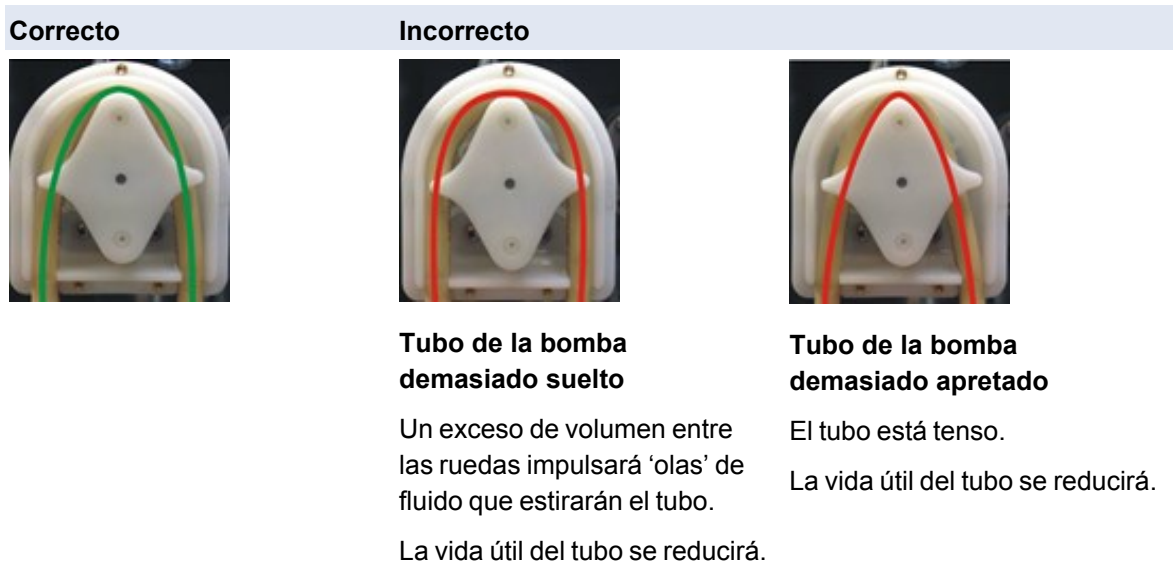 Correcto
Incorrecto
Tubo de la bomba
demasiado suelto
Un exceso de volumen entre
las ruedas impulsará ‘olas’ de
fluido que estirarán el tubo.
La vida útil del tubo se reducirá.
Tubo de la bomba
demasiado apretado
El tubo está tenso.
La vida útil del tubo se reducirá.